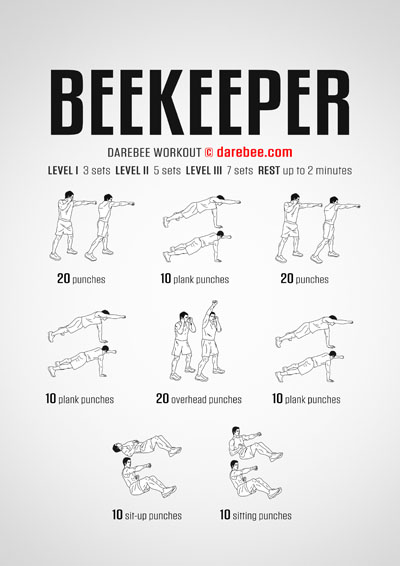 BEEKEEPER
DAREBEE WORKOUT © darebee.com
LEVEL I 3 sets LEVEL II 5 sets LEVEL III 7 sets REST up to 2 minutes
20 punches
10 plank punches
20 punches
10 plank punches
20 overhead punches
10 plank punches
10 sit-up punches
10 sitting punches